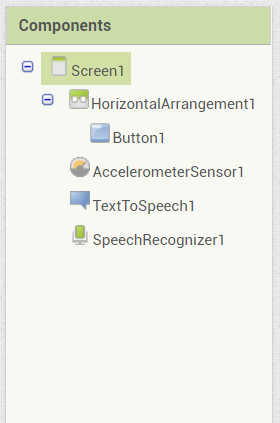 Components
Screen1
HorizontalArrangement1
Button1
AccelerometerSensor1
TextToSpeech1
SpeechRecognizer1